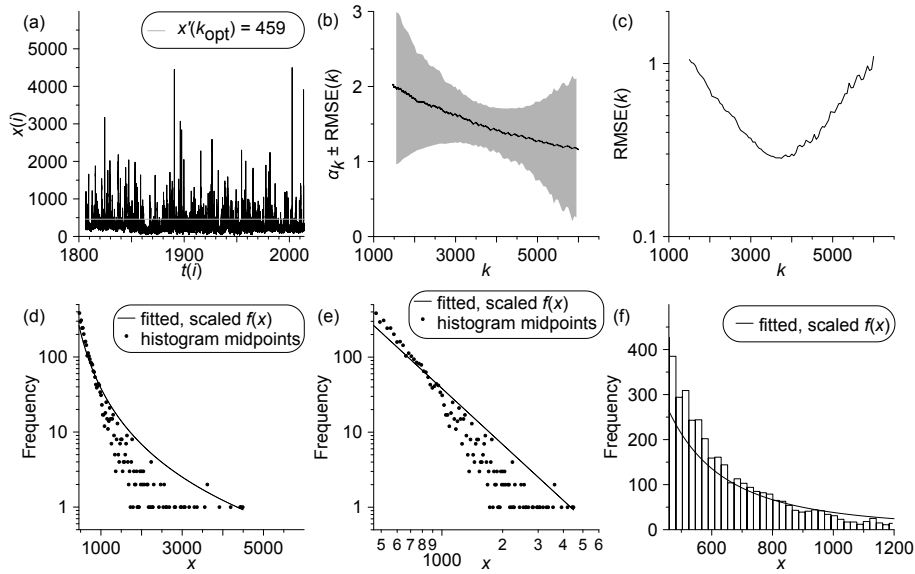 (a)
x'(kopt) = 459
x(i)
5000
4000
3000
2000
1000
0
1800
1900
2000
t(i)
(b)
αk ± RMSE(k)
3
2
1
0
1000
3000
5000
k
(c)
RMSE(k)
1
0.1
1000
3000
5000
k
(d)
fitted, scaled f(x)
histogram midpoints
Frequency
100
10
1
1000
3000
5000
x
(e)
fitted, scaled f(x)
histogram midpoints
Frequency
100
10
1
5 6 7 8 9 1000 2 3 4 5 6
x
(f)
fitted, scaled f(x)
Frequency
400
300
200
100
0
600
800
1000
1200
x